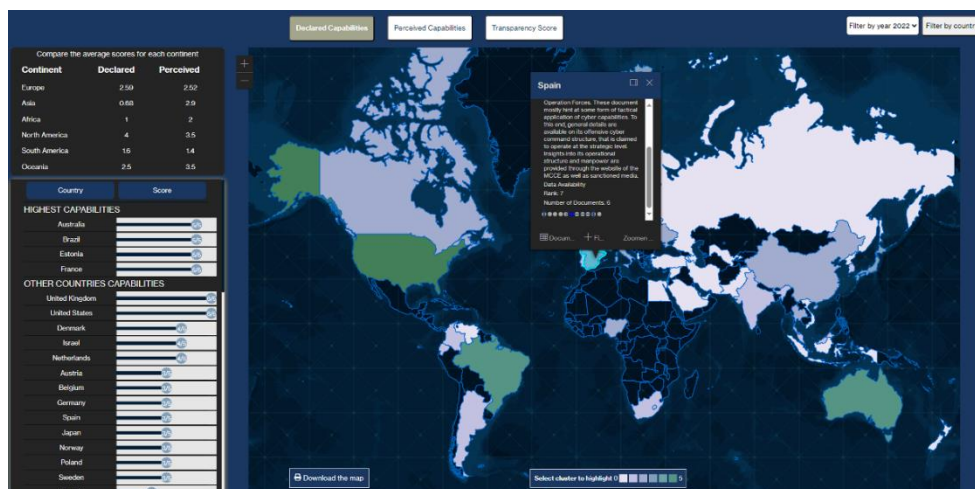 Declared Capabilities
Perceived Capabilities
Transparency Score
Filter by year 2022
Filter by countr
Compare the average scores for each continent
Continent Declared Perceived
Europe 2.59 2.52
Asia 0.68 2.9
Africa 1 2
North America 4 3.5
South America 1.6 1.4
Oceania 2.5 3.5
Country
Score
HIGHEST CAPABILITIES
Australia
Brazil
Estonia
France
OTHER COUNTRIES CAPABILITIES
United Kingdom
United States
Denmark
Israel
Netherlands
Austria
Belgium
Germany
Spain
Japan
Norway
Poland
Sweden
+
−
Spain
Operation Forces. These document
mostly hint at some form of tactical
application of cyber capabilities. To
this end, general details are
available on its offensive cyber
command structure, that is claimed
to operate at the strategic level.
Insights into its operational
structure and manpower are
provided through the website of the
MCCE as well as sanctioned media.
Data Availability
Rank: 7
Number of Documents: 6
Docum...
Fl...
Zoomen...
Download the map
Select cluster to highlight 0 5